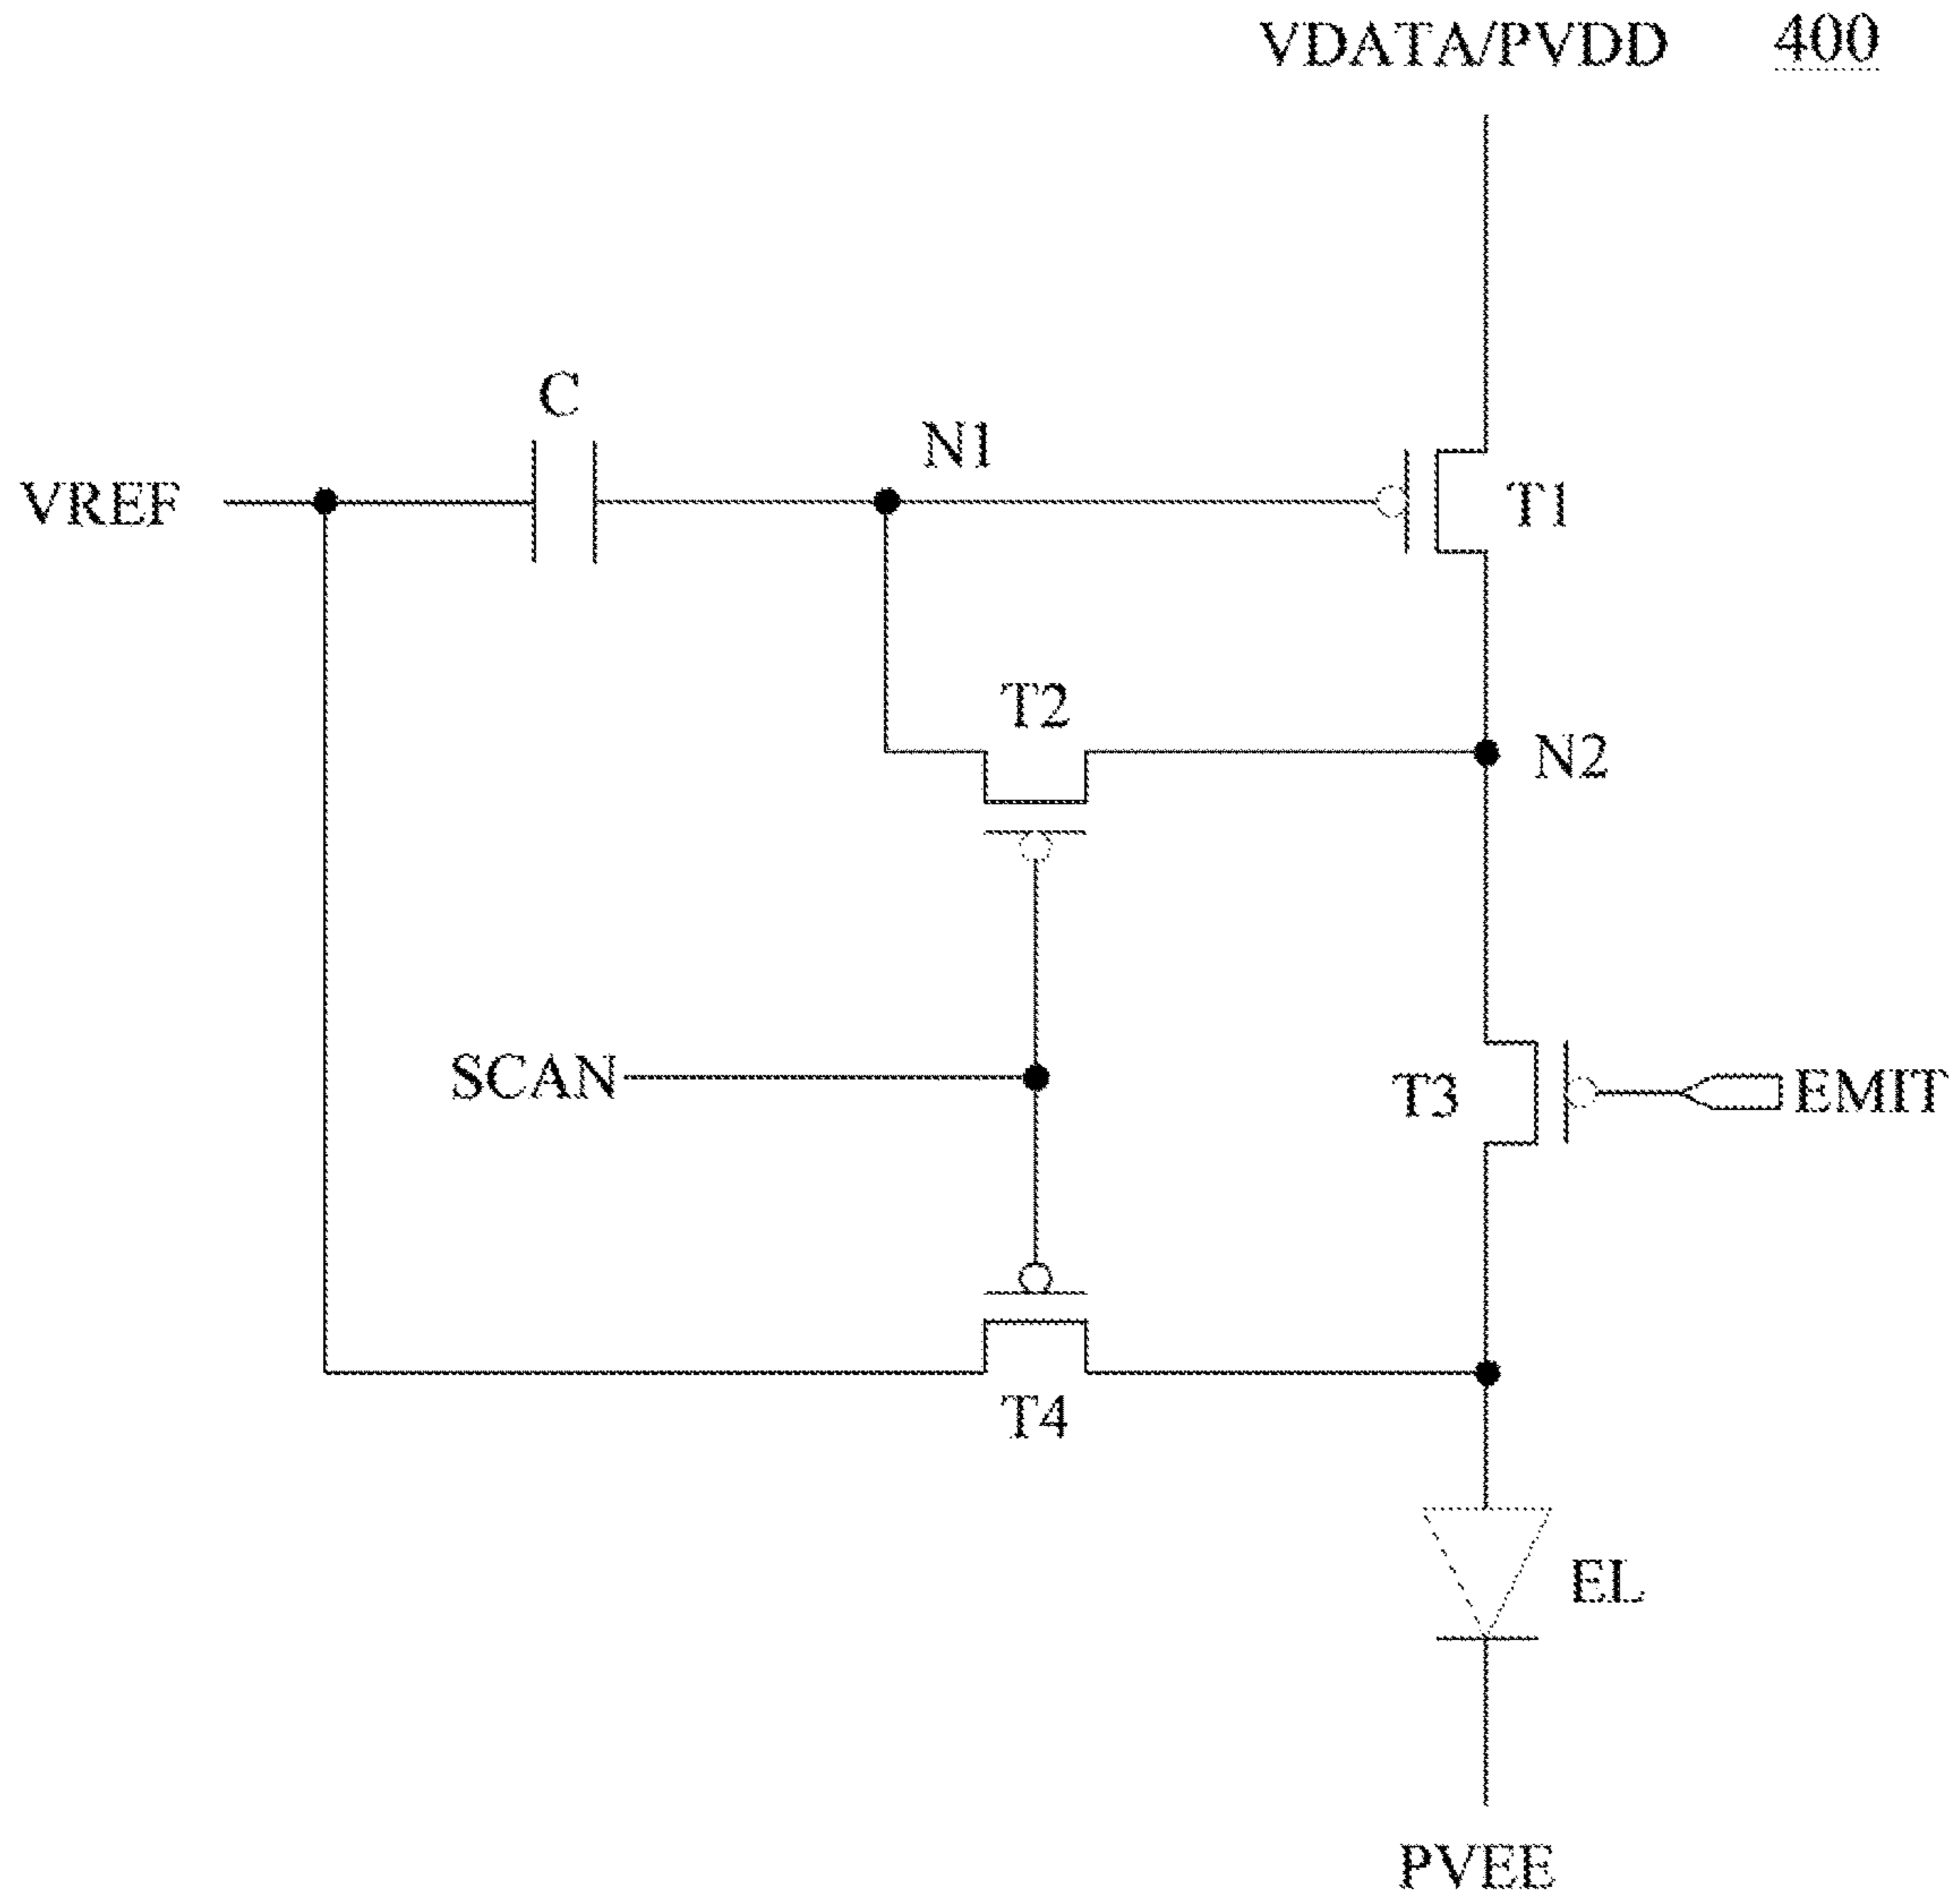 VDATA/PVDD 400
C
N1
VREF
T1
T2
N2
SCAN
T3
EMIT
T4
EL
PVEE